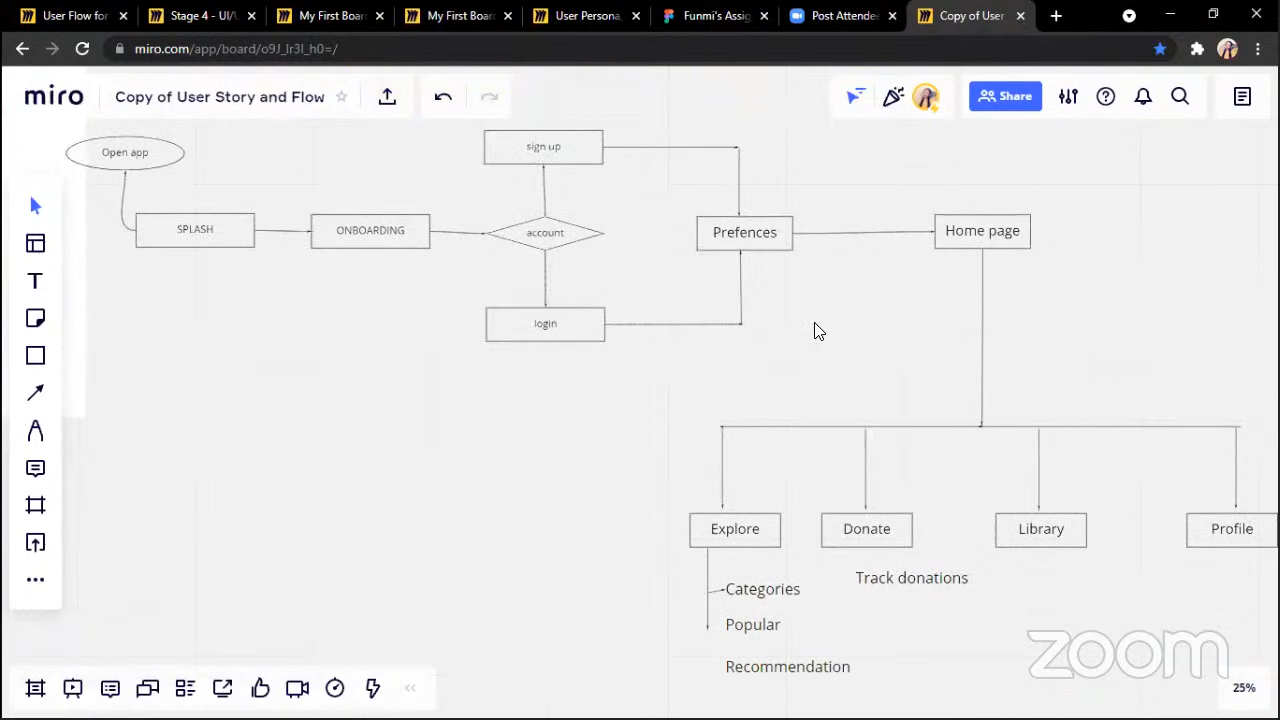 User Flow for
Stage 4 - UI/U
My First Boar
My First Boar
User Persona,
Funmi's Assig
Post Attendee
Copy of User
miro.com/app/board/o9J_lr3l_h0=/
miro
Copy of User Story and Flow
Share
Open app
sign up
SPLASH
ONBOARDING
account
Prefences
Home page
login
Explore
Donate
Library
Profile
Categories
Track donations
Popular
Recommendation
zoom
25%